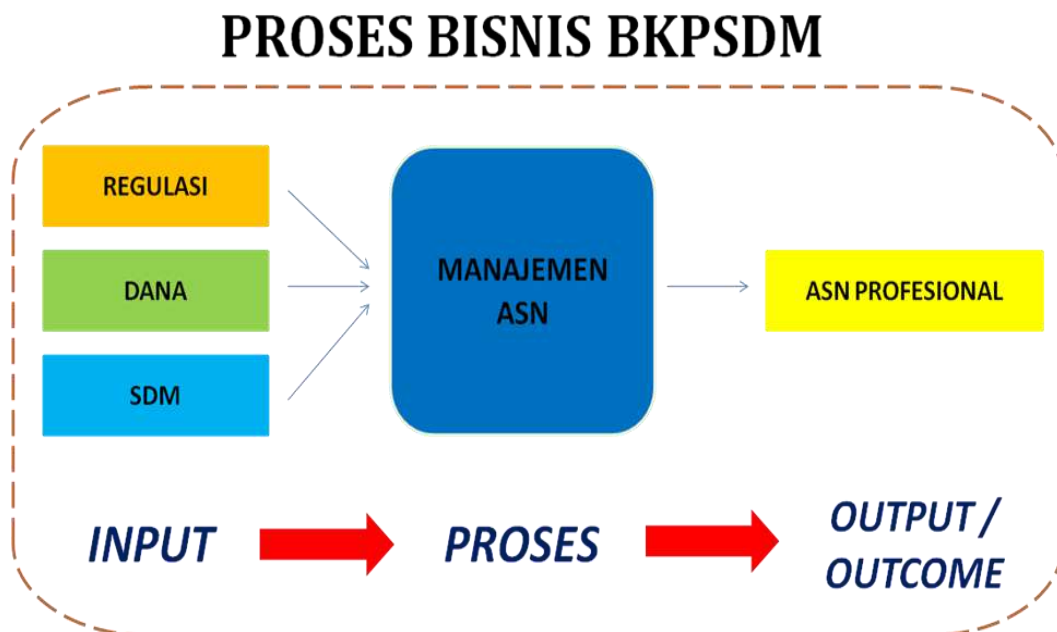 PROSES BISNIS BKPSDM
REGULASI
DANA
SDM
MANAJEMEN
ASN
ASN PROFESIONAL
INPUT
PROSES
OUTPUT /
OUTCOME